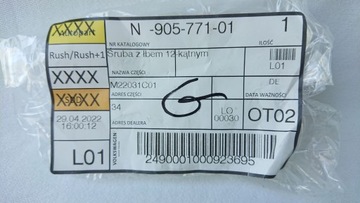 N -905-771-01 1
Autopart
XXXX
NR KATALOGOWY
ILOŚĆ
Rush/Rush+1
Śruba z łbem 12-kątnym
L01
XXXX
NAZWA CZĘŚCI
M22031C01
DE
SMD
XXXX
ADRES CZĘŚCI
DATA WAŻNOŚCI
34
LO
00030
OT02
29.04.2022
16:00:12
ADRES DEALERA
VOLKSWAGEN
L01
2490001000923695